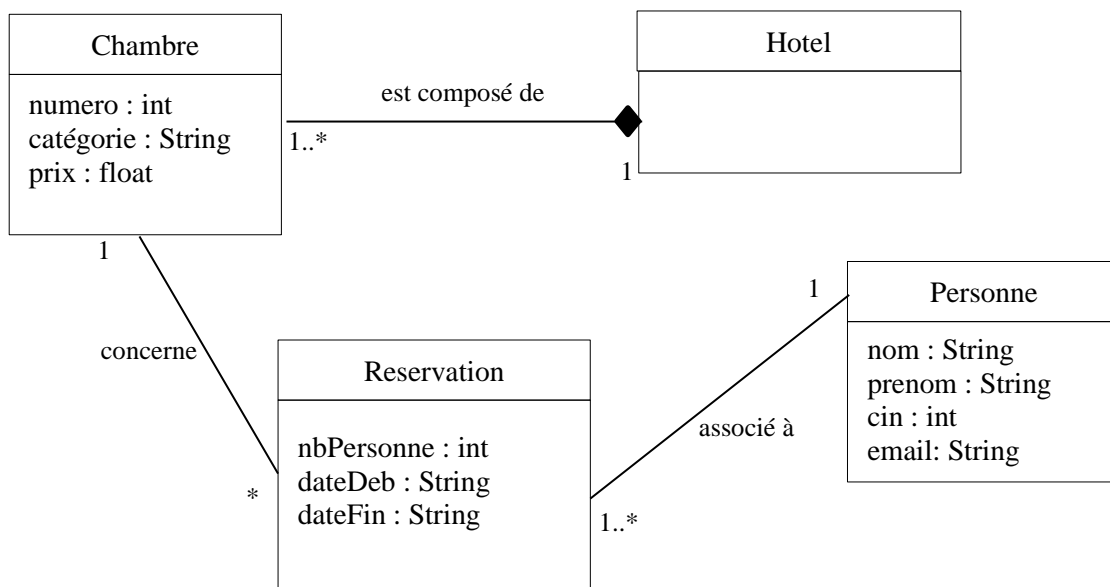 Chambre
numero : int
catégorie : String
prix : float
est composé de
1..*
1
Hotel
1
concerne
*
Reservation
nbPersonne : int
dateDeb : String
dateFin : String
1..*
associé à
1
Personne
nom : String
prenom : String
cin : int
email: String